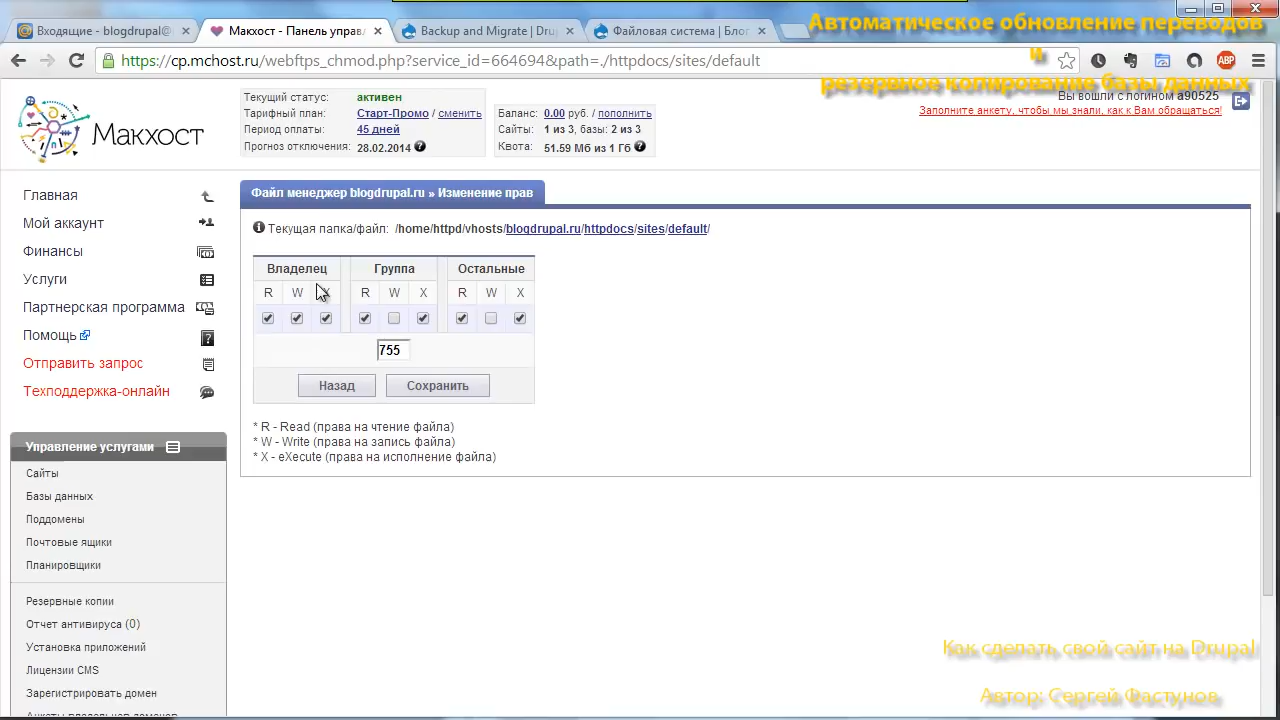 Входящие - blogdrupal@
Макхост - Панель управл
Backup and Migrate | Drup
Файловая система | Блог
Автоматическое обновление переводов
и
резервное копирование базы данных
https://cp.mchost.ru/webftps_chmod.php?service_id=664694&path=./httpdocs/sites/default
ABP
Макхост
Текущий статус: активен
Тарифный план: Старт-Промо / сменить
Период оплаты: 45 дней
Прогноз отключения: 28.02.2014
Баланс: 0.00 руб. / пополнить
Сайты: 1 из 3, базы: 2 из 3
Квота: 51.59 Мб из 1 Гб
Вы вошли с логином a90525
Заполните анкету, чтобы мы знали, как к Вам обращаться!
Главная
Мой аккаунт
Финансы
Услуги
Партнерская программа
Помощь
Отправить запрос
Техподдержка-онлайн
Управление услугами
Сайты
Базы данных
Поддомены
Почтовые ящики
Планировщики
Резервные копии
Отчет антивируса (0)
Установка приложений
Лицензии CMS
Зарегистрировать домен
Анкеты владельцев доменов
Файл менеджер blogdrupal.ru » Изменение прав
Текущая папка/файл: /home/httpd/vhosts/blogdrupal.ru/httpdocs/sites/default/
Владелец Группа Остальные
R W X R W X R W X
755
Назад Сохранить
* R - Read (права на чтение файла)
* W - Write (права на запись файла)
* X - eXecute (права на исполнение файла)
Как сделать свой сайт на Drupal
Автор: Сергей Фастунов